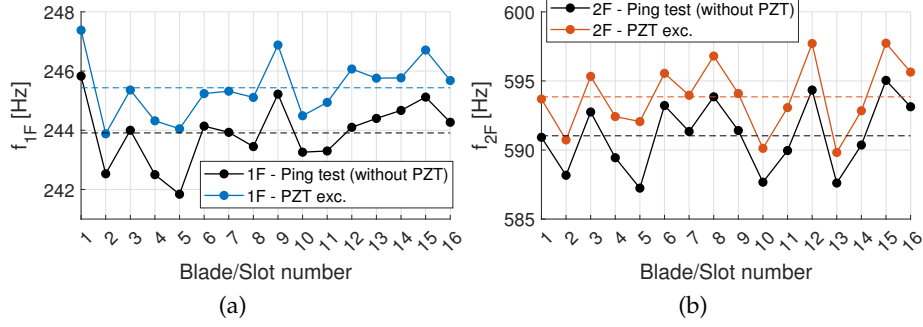 248
246
244
242
f1F [Hz]
1F - Ping test (without PZT)
1F - PZT exc.
1 2 3 4 5 6 7 8 9 10 11 12 13 14 15 16
Blade/Slot number
(a)
600
595
590
585
f2F [Hz]
2F - Ping test (without PZT)
2F - PZT exc.
1 2 3 4 5 6 7 8 9 10 11 12 13 14 15 16
Blade/Slot number
(b)